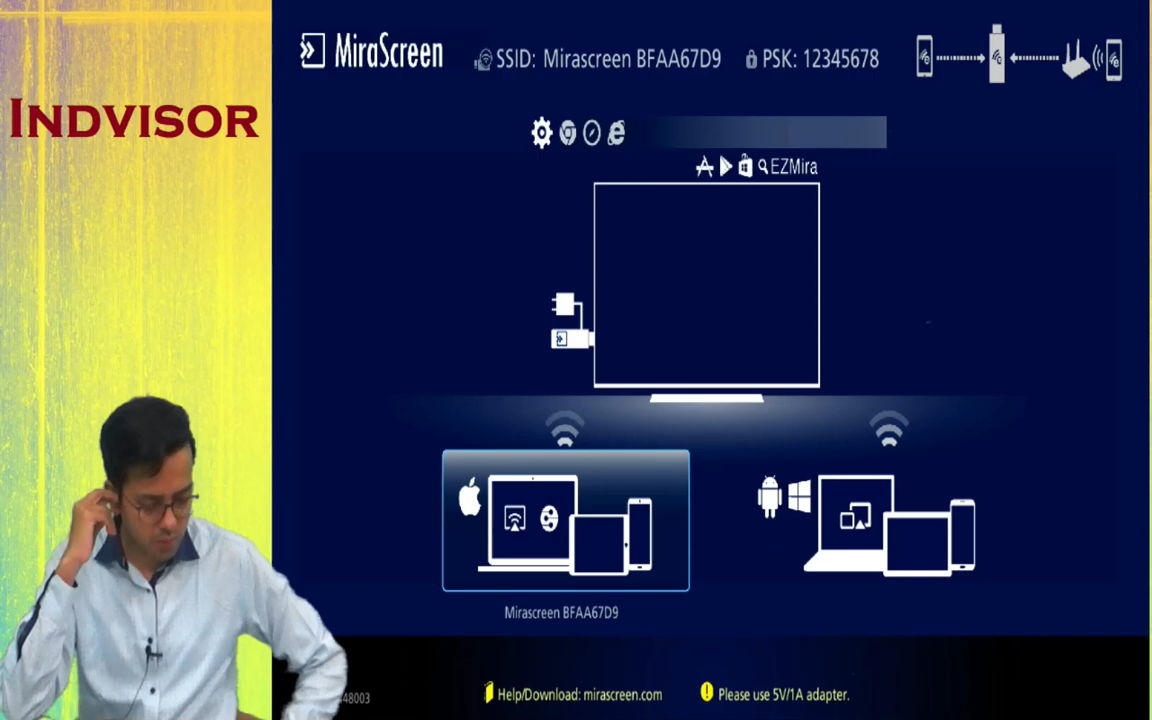 INDVISOR
MiraScreen
SSID: Mirascreen BFAA67D9
PSK: 12345678
EZMira
Mirascreen BFAA67D9
48003
Help/Download: mirascreen.com
Please use 5V/1A adapter.